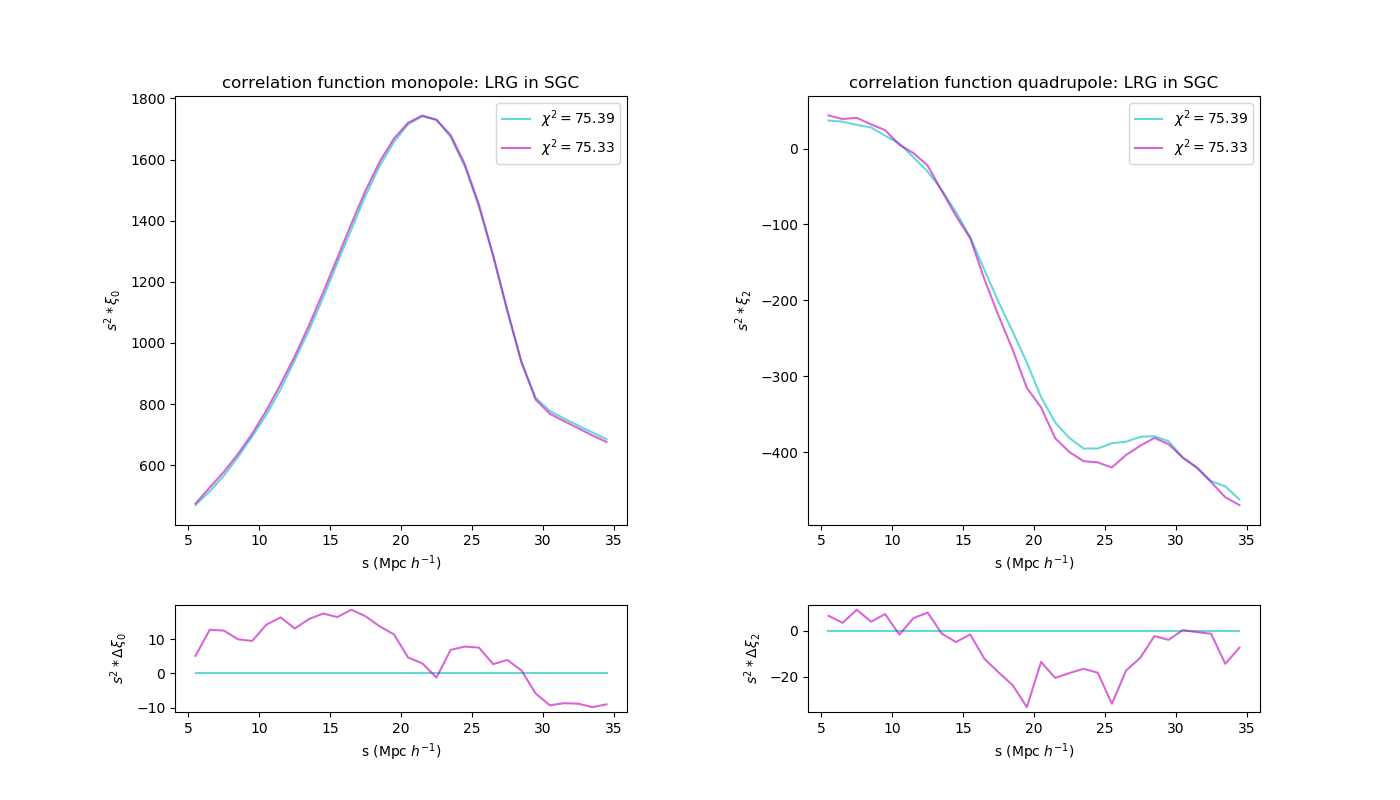 correlation function monopole: LRG in SGC
1800
1600
1400
1200
1000
800
600
s² * ξ₀
χ² = 75.39
χ² = 75.33
5 10 15 20 25 30 35
s (Mpc h⁻¹)
10
0
−10
s² * Δξ₀
5 10 15 20 25 30 35
s (Mpc h⁻¹)
correlation function quadrupole: LRG in SGC
0
−100
−200
−300
−400
s² * ξ₂
χ² = 75.39
χ² = 75.33
5 10 15 20 25 30 35
s (Mpc h⁻¹)
0
−20
s² * Δξ₂
5 10 15 20 25 30 35
s (Mpc h⁻¹)